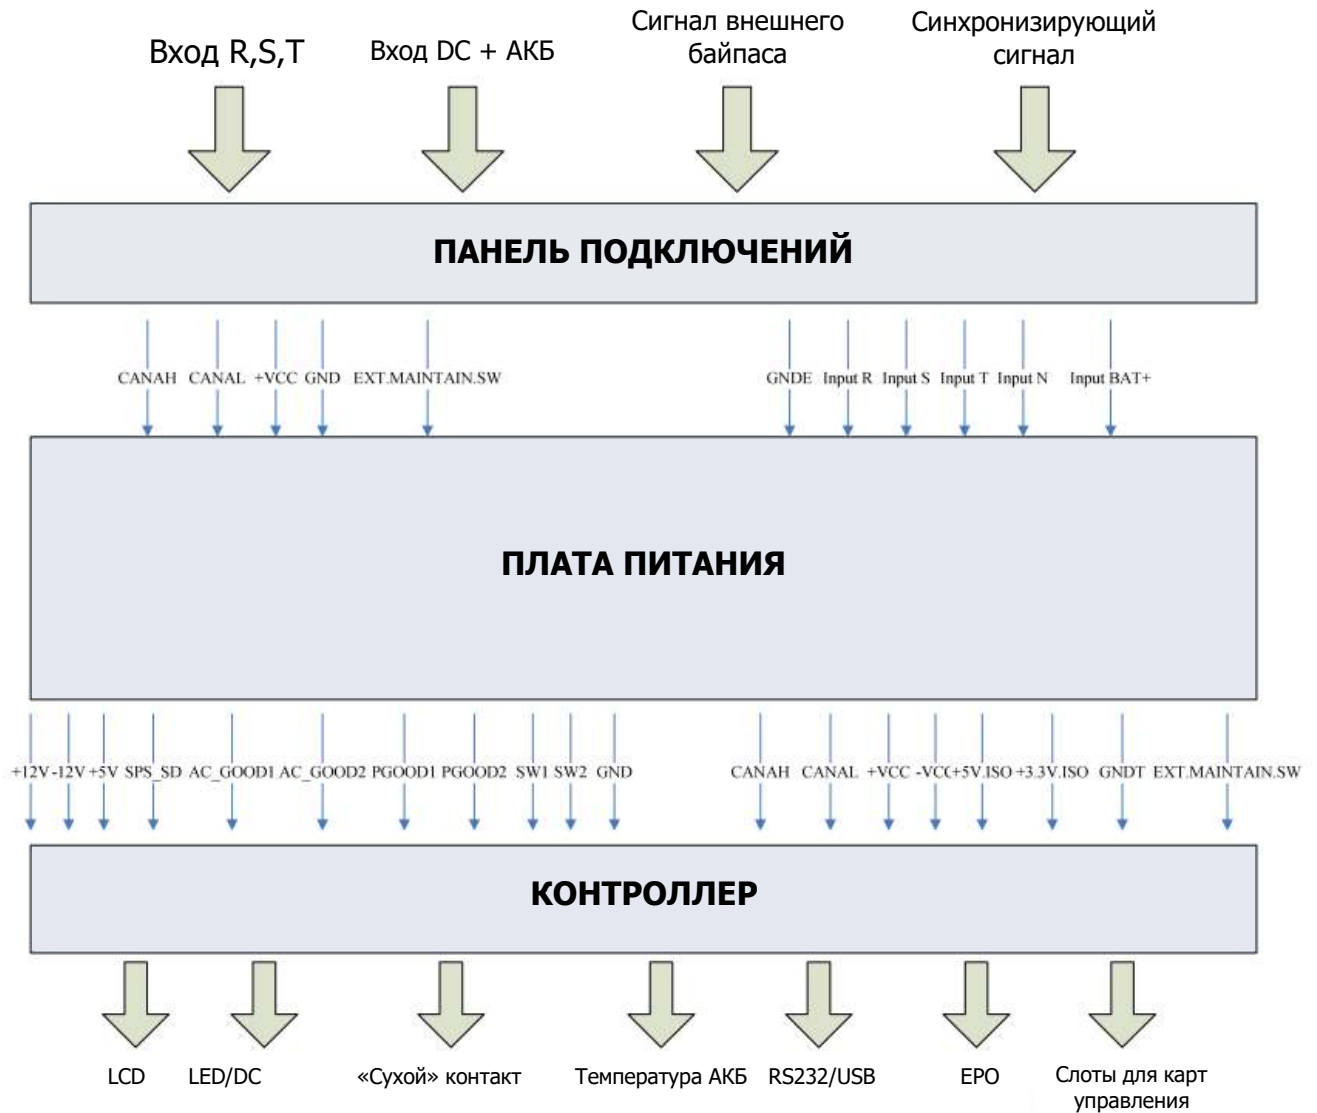 Вход R,S,T
Вход DC + АКБ
Сигнал внешнего
байпаса
Синхронизирующий
сигнал
ПАНЕЛЬ ПОДКЛЮЧЕНИЙ
CANAH CANAL +VCC GND EXT.MAINTAIN.SW
GNDE Input R Input S Input T Input N Input BAT+
ПЛАТА ПИТАНИЯ
+12V -12V +5V SPS_SD AC_GOOD1 AC_GOOD2 PGOOD1 PGOOD2 SW1 SW2 GND
CANAH CANAL +VCC -VCC +5V.ISO +3.3V.ISO GNDT EXT.MAINTAIN.SW
КОНТРОЛЛЕР
LCD
LED/DC
«Сухой» контакт
Температура АКБ
RS232/USB
EPO
Слоты для карт
управления